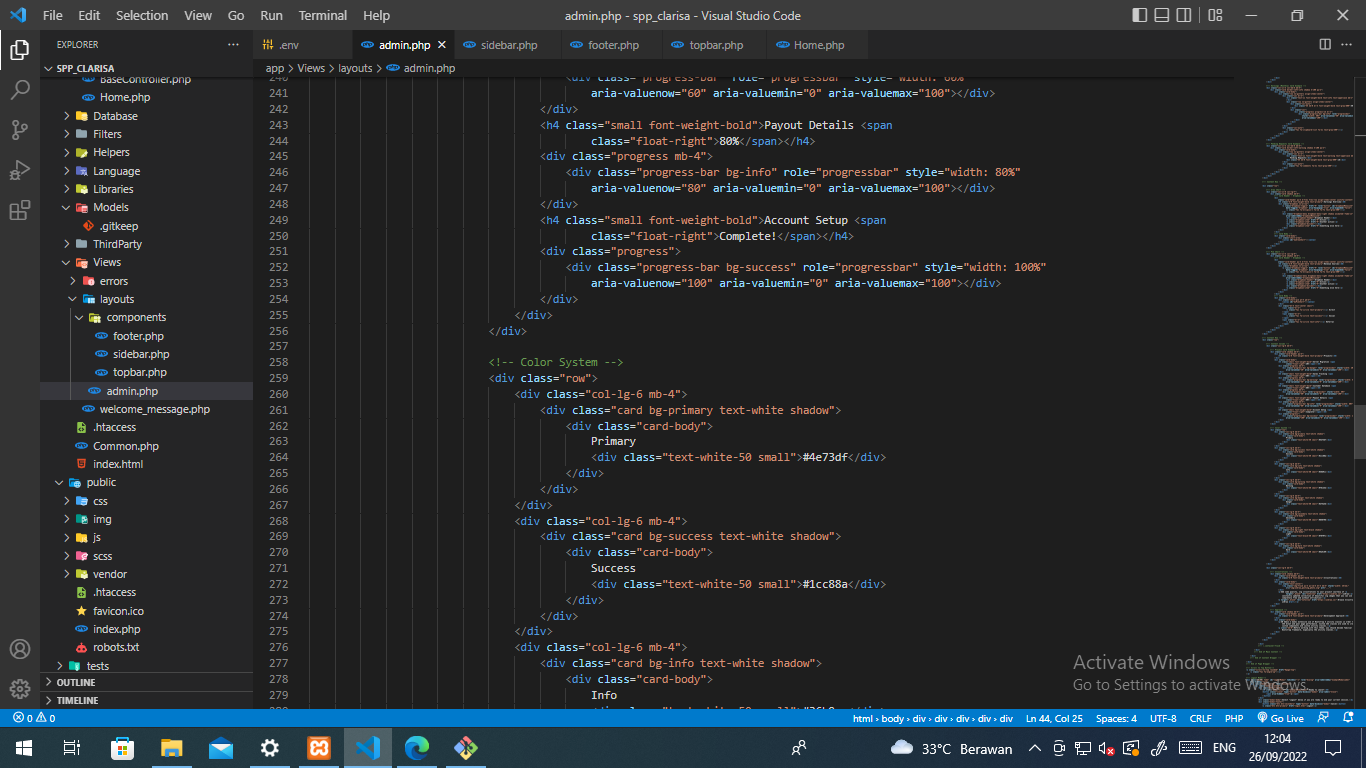 File Edit Selection View Go Run Terminal Help
admin.php - spp_clarisa - Visual Studio Code
EXPLORER
SPP_CLARISA
BaseController.php
Home.php
Database
Filters
Helpers
Language
Libraries
Models
.gitkeep
ThirdParty
Views
errors
layouts
components
footer.php
sidebar.php
topbar.php
admin.php
welcome_message.php
.htaccess
Common.php
index.html
public
css
img
js
scss
vendor
.htaccess
favicon.ico
index.php
robots.txt
tests
OUTLINE
TIMELINE
.env admin.php sidebar.php footer.php topbar.php Home.php
app > Views > layouts > admin.php
240 <div class="progress-bar" role="progressbar" style="width: 60%"
241 aria-valuenow="60" aria-valuemin="0" aria-valuemax="100"></div>
242 </div>
243 <h4 class="small font-weight-bold">Payout Details <span
244 class="float-right">80%</span></h4>
245 <div class="progress mb-4">
246 <div class="progress-bar bg-info" role="progressbar" style="width: 80%"
247 aria-valuenow="80" aria-valuemin="0" aria-valuemax="100"></div>
248 </div>
249 <h4 class="small font-weight-bold">Account Setup <span
250 class="float-right">Complete!</span></h4>
251 <div class="progress">
252 <div class="progress-bar bg-success" role="progressbar" style="width: 100%"
253 aria-valuenow="100" aria-valuemin="0" aria-valuemax="100"></div>
254 </div>
255 </div>
256 </div>
257
258 <!-- Color System -->
259 <div class="row">
260 <div class="col-lg-6 mb-4">
261 <div class="card bg-primary text-white shadow">
262 <div class="card-body">
263 Primary
264 <div class="text-white-50 small">#4e73df</div>
265 </div>
266 </div>
267 </div>
268 <div class="col-lg-6 mb-4">
269 <div class="card bg-success text-white shadow">
270 <div class="card-body">
271 Success
272 <div class="text-white-50 small">#1cc88a</div>
273 </div>
274 </div>
275 </div>
276 <div class="col-lg-6 mb-4">
277 <div class="card bg-info text-white shadow">
278 <div class="card-body">
279 Info
Activate Windows
Go to Settings to activate Windows.
0 0
html > body > div > div > div > div > div Ln 44, Col 25 Spaces: 4 UTF-8 CRLF PHP Go Live
33°C Berawan ENG
12:04
26/09/2022